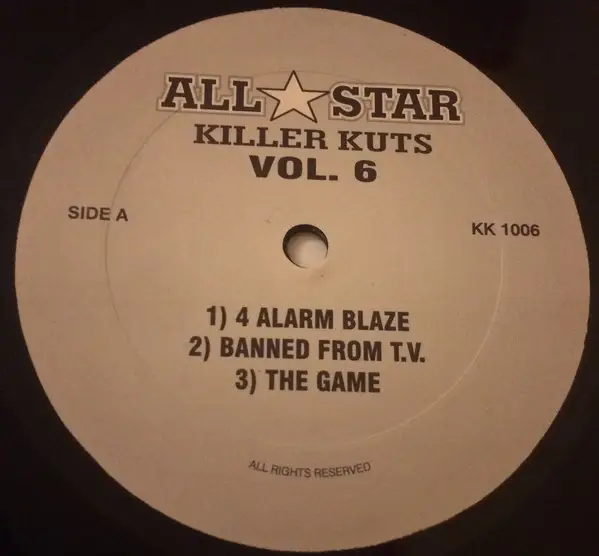 ALL STAR
KILLER KUTS
VOL. 6
SIDE A
KK 1006
1) 4 ALARM BLAZE
2) BANNED FROM T.V.
3) THE GAME
ALL RIGHTS RESERVED